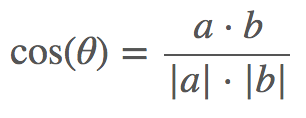 cos(θ) = a · b / |a| · |b|